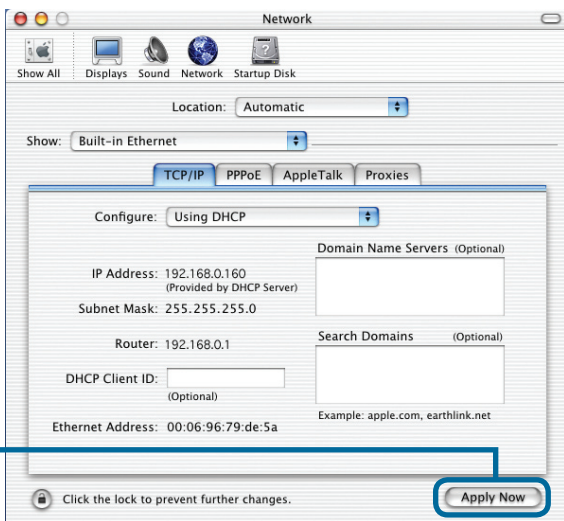 Network
Show All Displays Sound Network Startup Disk
Location: Automatic
Show: Built-in Ethernet
TCP/IP PPPoE AppleTalk Proxies
Configure: Using DHCP
Domain Name Servers (Optional)
IP Address: 192.168.0.160
(Provided by DHCP Server)
Subnet Mask: 255.255.255.0
Router: 192.168.0.1
Search Domains (Optional)
DHCP Client ID:
(Optional)
Example: apple.com, earthlink.net
Ethernet Address: 00:06:96:79:de:5a
Click the lock to prevent further changes.
Apply Now